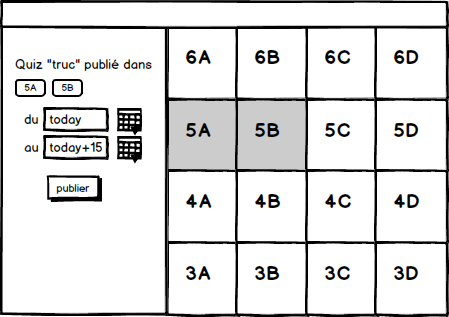 Quiz "truc" publié dans
5A 5B
du today
au today+15
publier
6A 6B 6C 6D
5A 5B 5C 5D
4A 4B 4C 4D
3A 3B 3C 3D